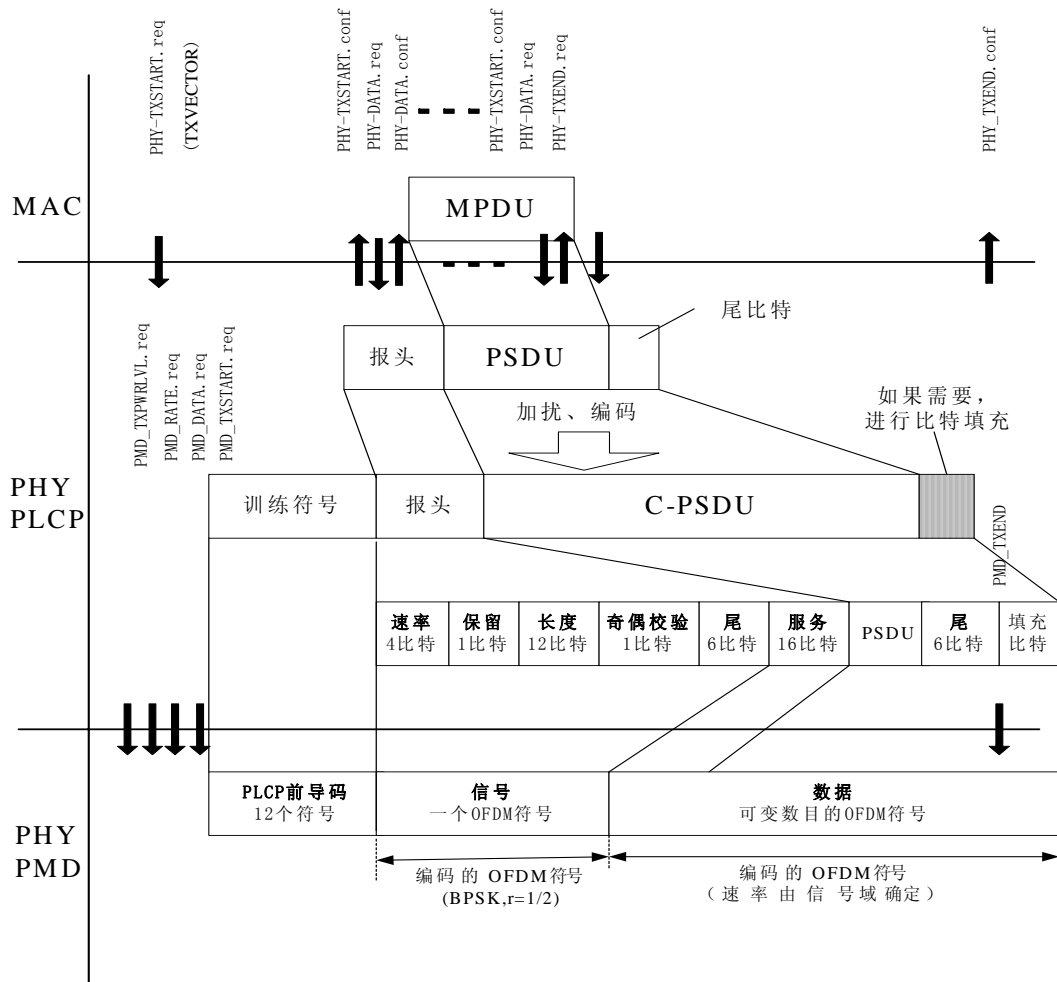 PHY-TXSTART.req
(TXVECTOR)
PHY-TXSTART.conf
PHY-DATA.req
PHY-DATA.conf
PHY-TXSTART.conf
PHY-DATA.req
PHY-TXEND.req
PHY_TXEND.conf
MAC
MPDU
尾比特
报头
PSDU
PMD_TXPWRLVL.req
PMD_RATE.req
PMD_DATA.req
PMD_TXSTART.req
加扰、编码
如果需要，
进行比特填充
PHY
PLCP
训练符号
报头
C-PSDU
PMD_TXEND
速率
4比特
保留
1比特
长度
12比特
奇偶校验
1比特
尾
6比特
服务
16比特
PSDU
尾
6比特
填充
比特
PHY
PMD
PLCP前导码
12个符号
信号
一个OFDM符号
数据
可变数目的OFDM符号
编码的 OFDM符号
(BPSK,r=1/2)
编码的 OFDM符号
（速率由信号域确定）